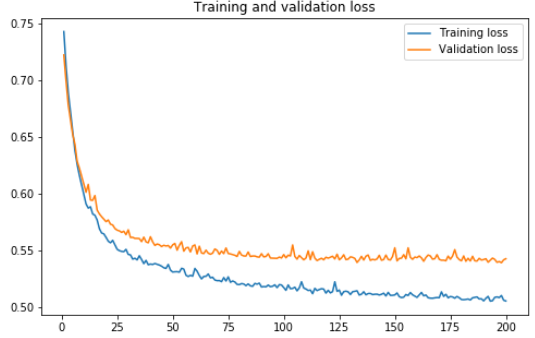 Training and validation loss
Training loss
Validation loss
0.75
0.70
0.65
0.60
0.55
0.50
0 25 50 75 100 125 150 175 200